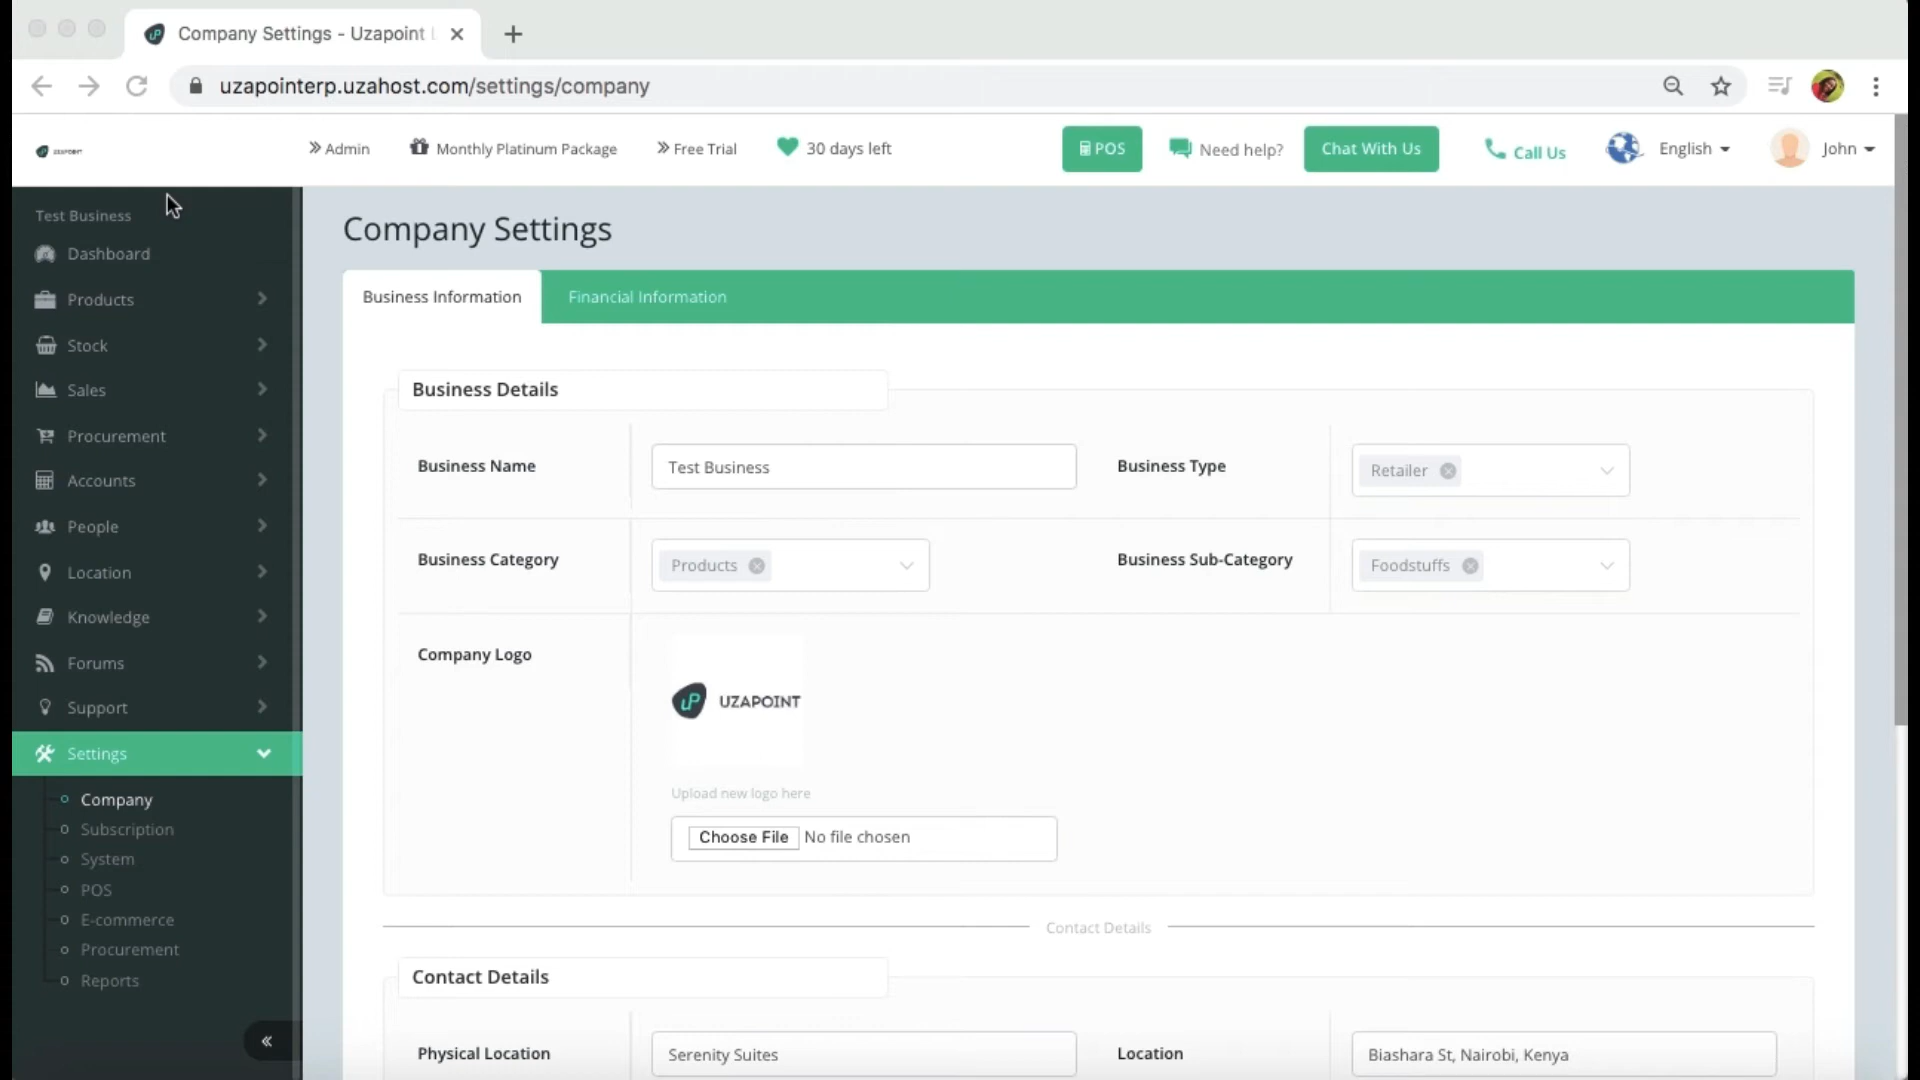 Company Settings - Uzapoint
uzapointerp.uzahost.com/settings/company
UZAPOINT
Admin
Monthly Platinum Package
Free Trial
30 days left
POS
Need help?
Chat With Us
Call Us
English
John
Test Business
Dashboard
Products
Stock
Sales
Procurement
Accounts
People
Location
Knowledge
Forums
Support
Settings
Company
Subscription
System
POS
E-commerce
Procurement
Reports
Company Settings
Business Information
Financial Information
Business Details
Business Name
Test Business
Business Type
Retailer
Business Category
Products
Business Sub-Category
Foodstuffs
Company Logo
uP UZAPOINT
Upload new logo here
Choose File No file chosen
Contact Details
Contact Details
Physical Location
Serenity Suites
Location
Biashara St, Nairobi, Kenya